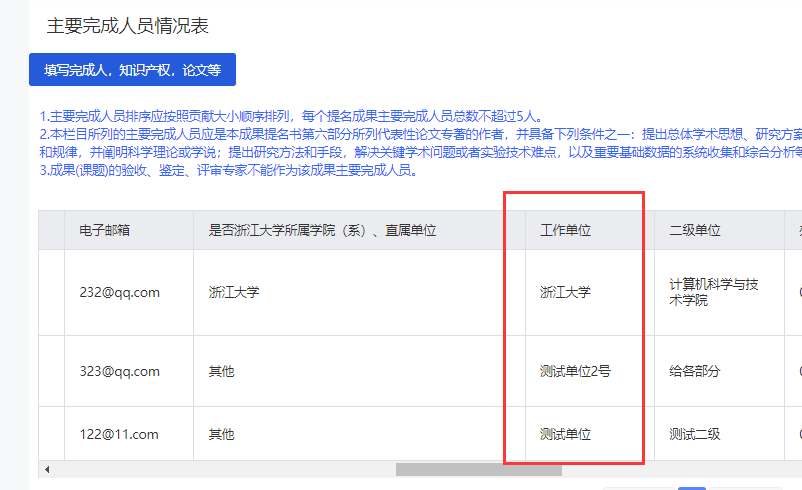 主要完成人员情况表
填写完成人，知识产权，论文等
1.主要完成人员排序应按照贡献大小顺序排列，每个提名成果主要完成人员总数不超过5人。
2.本栏目所列的主要完成人员应是本成果提名书第六部分所列代表性论文专著的作者，并具备下列条件之一：提出总体学术思想、研究方案
和规律，并阐明科学理论或学说；提出研究方法和手段，解决关键学术问题或者实验技术难点，以及重要基础数据的系统收集和综合分析等
3.成果(课题)的验收、鉴定、评审专家不能作为该成果主要完成人员。
电子邮箱 是否浙江大学所属学院（系）、直属单位 工作单位 二级单位
232@qq.com 浙江大学 浙江大学 计算机科学与技
术学院
323@qq.com 其他 测试单位2号 给各部分
122@11.com 其他 测试单位 测试二级